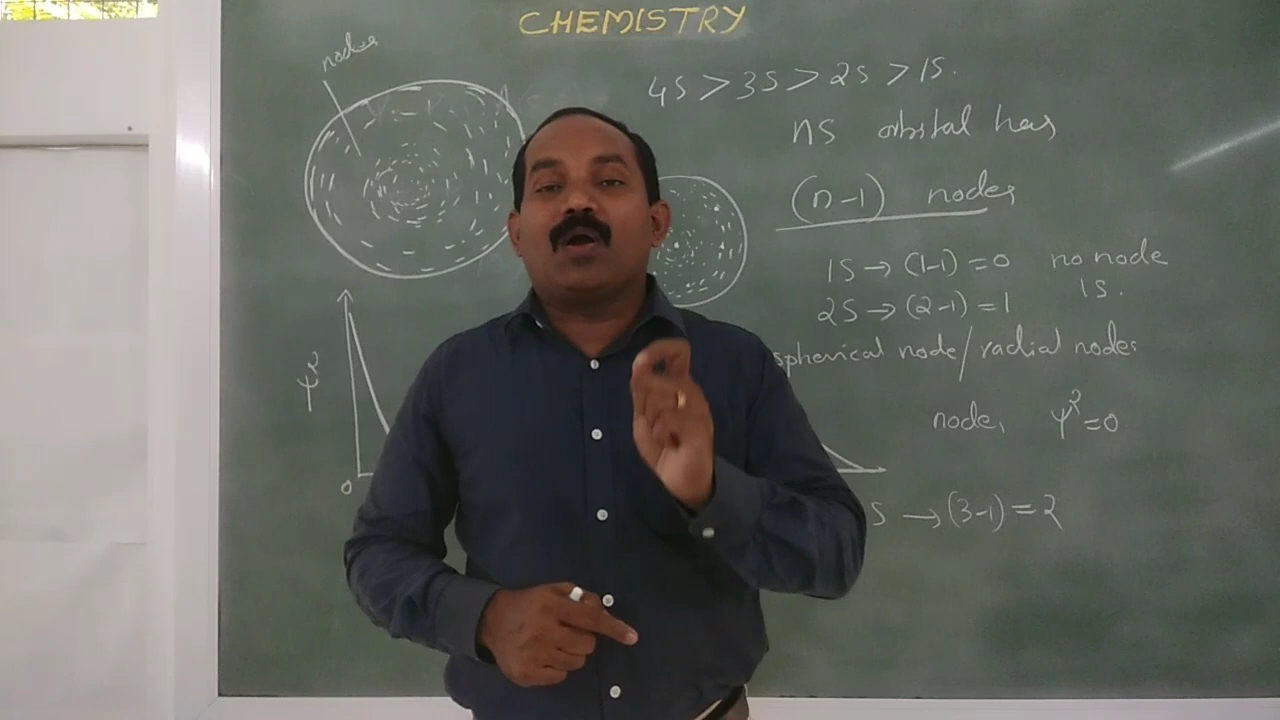 CHEMISTRY
nodes
4S > 3S > 2S > 1S.
ns orbital has
(n-1) nodes
1S → (1-1) = 0 no node
1S.
2S → (2-1) = 1
spherical node/radial nodes
ψ²
node, ψ² = 0
0
S → (3-1) = 2